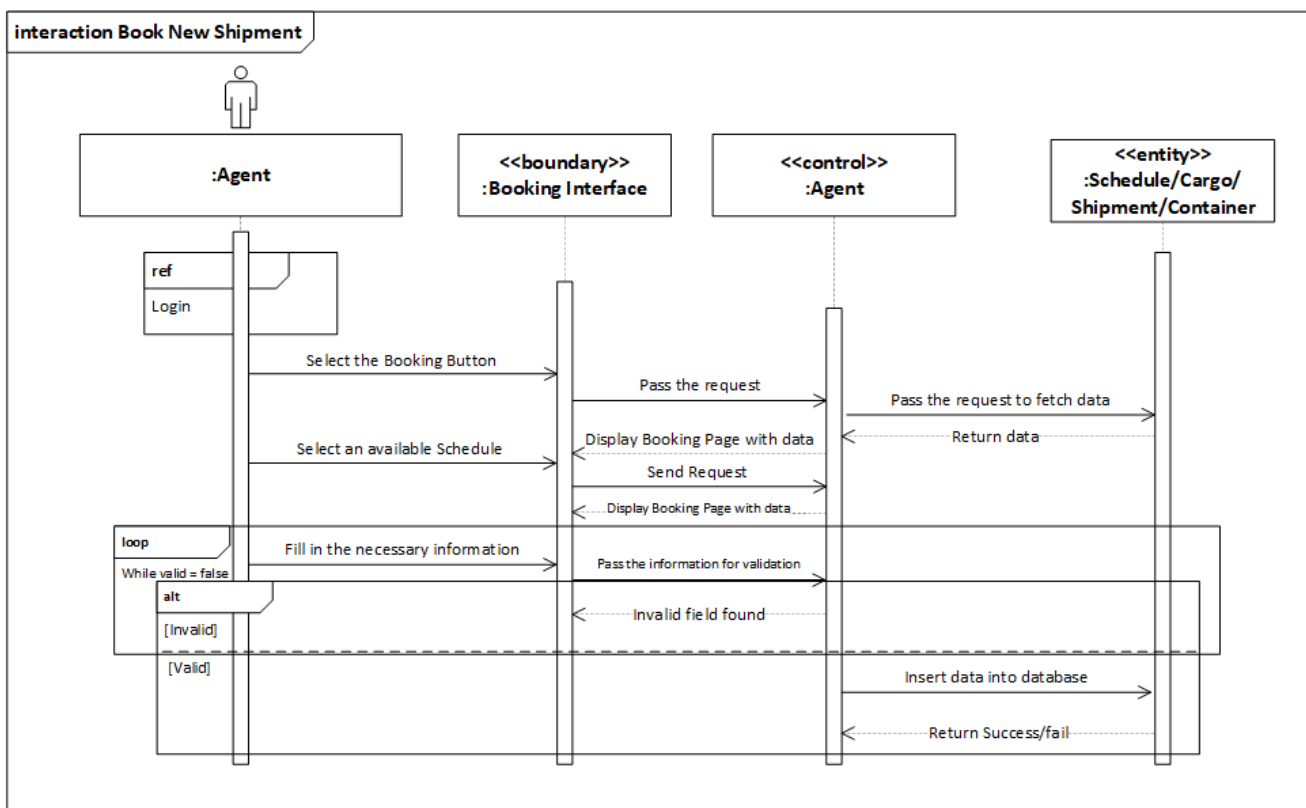 interaction Book New Shipment
:Agent
<<boundary>>
:Booking Interface
<<control>>
:Agent
<<entity>>
:Schedule/Cargo/
Shipment/Container
ref
Login
Select the Booking Button
Pass the request
Pass the request to fetch data
Return data
Display Booking Page with data
Select an available Schedule
Send Request
Display Booking Page with data
loop
While valid = false
Fill in the necessary information
Pass the information for validation
alt
[Invalid]
Invalid field found
[Valid]
Insert data into database
Return Success/fail